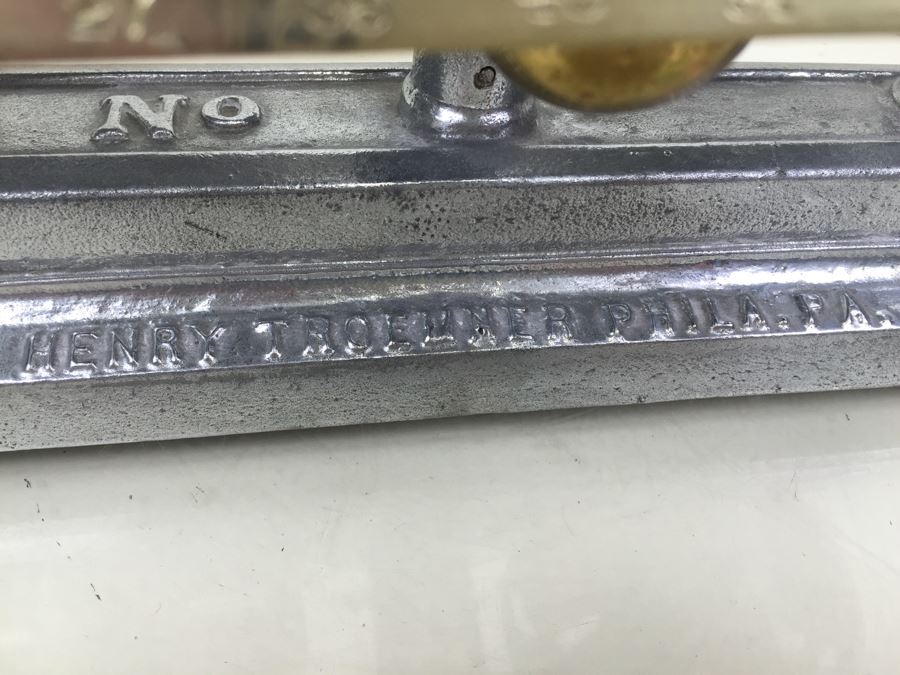 No
HENRY TROEMNER PHILA. PA.